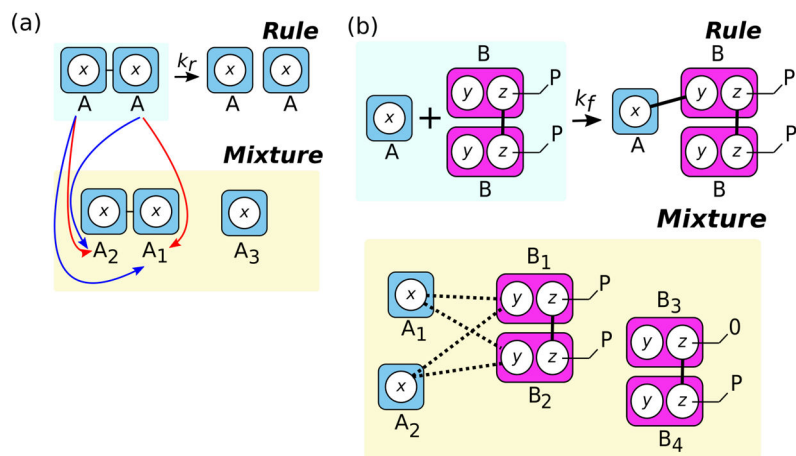 (a)
Rule
x x k_r x x
A A A A
Mixture
x x x
A_2 A_1 A_3
(b)
Rule
B B
y z P k_f y z P
x + x
A A
y z P y z P
B B
Mixture
B_1
x y z P
A_1
B_3
y z P y z 0
x
A_2 B_2
y z P
B_4